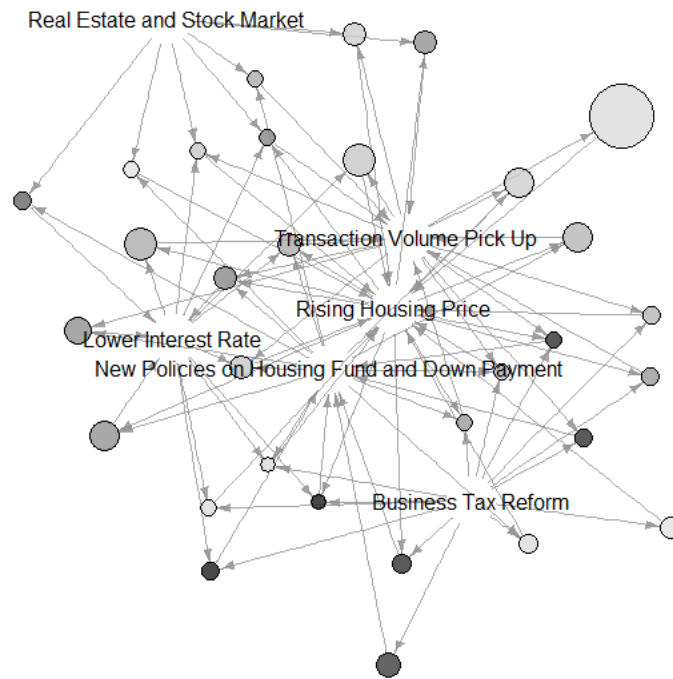 Real Estate and Stock Market
Transaction Volume Pick Up
Rising Housing Price
Lower Interest Rate
New Policies on Housing Fund and Down Payment
Business Tax Reform